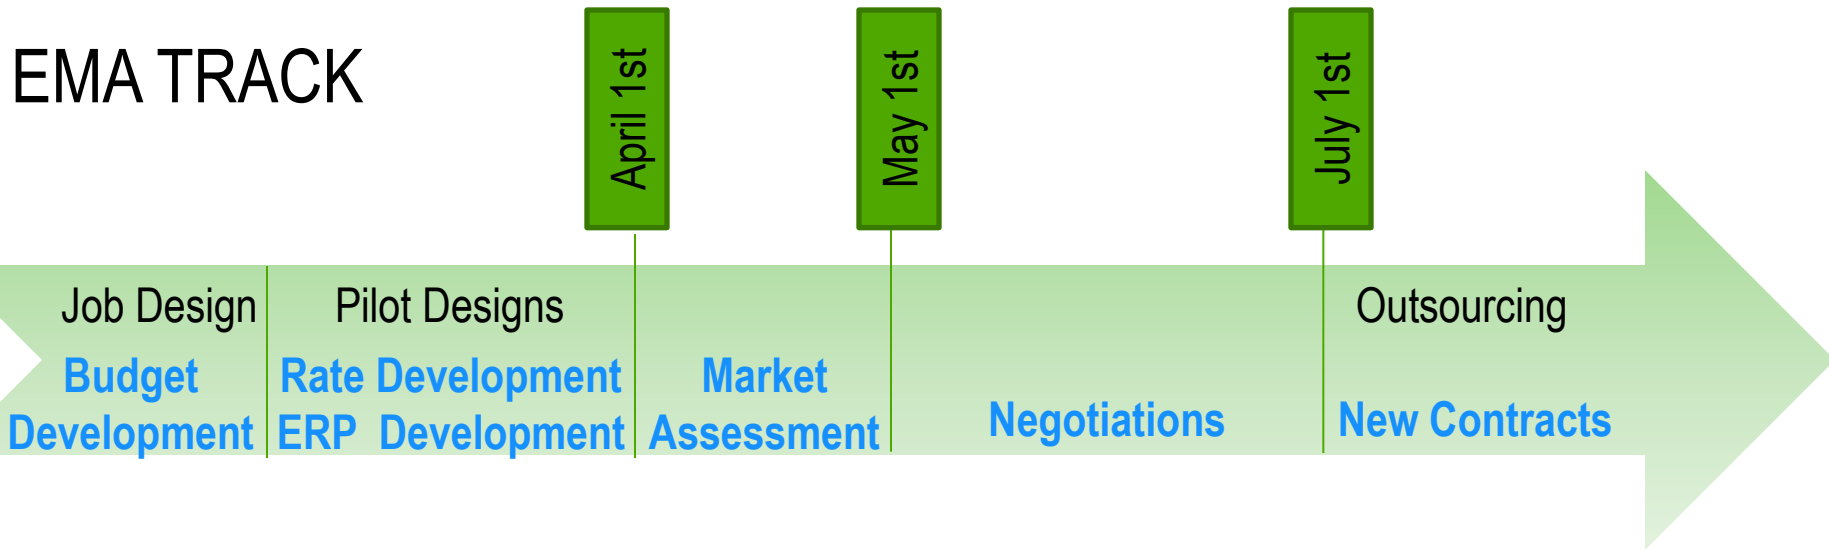 EMA TRACK
April 1st
May 1st
July 1st
Job Design
Budget
Development
Pilot Designs
Rate Development
ERP Development
Market
Assessment
Negotiations
Outsourcing
New Contracts